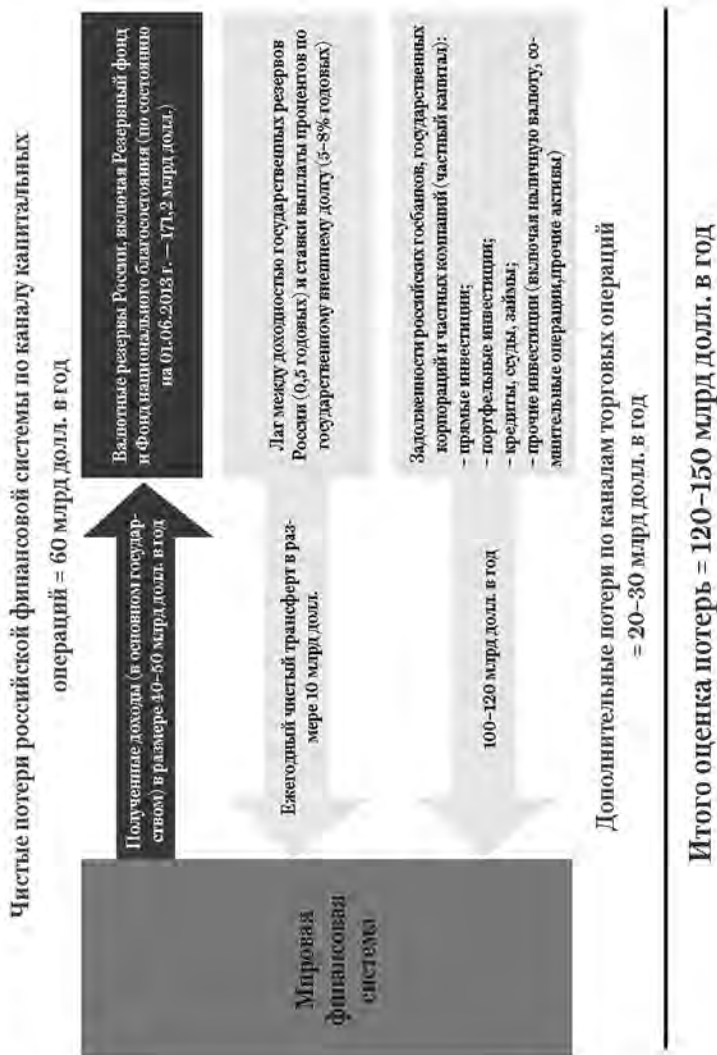 Чистые потери российской финансовой системы по каналу капитальных
операций = 60 млрд долл. в год
Мировая
финансовая
система
Полученные доходы (в основном государ-
ством) в размере 40–50 млрд долл. в год
Валютные резервы России, включая Резервный фонд
и Фонд национального благосостояния (по состоянию
на 01.06.2013 г. — 171,2 млрд долл.)
Ежегодный чистый трансферт в раз-
мере 10 млрд долл.
Лаг между доходностью государственных резервов
России (0,5 годовых) и ставки выплаты процентов по
государственному внешнему долгу (5–8% годовых)
100–120 млрд долл. в год
Задолженности российских госбанков, государственных
корпораций и частных компаний (частный капитал):
- прямые инвестиции;
- портфельные инвестиции;
- кредиты, ссуды, займы;
- прочие инвестиции (включая наличную валюту, со-
мнительные операции,прочие активы)
Дополнительные потери по каналам торговых операций
= 20–30 млрд долл. в год
Итого оценка потерь = 120–150 млрд долл. в год